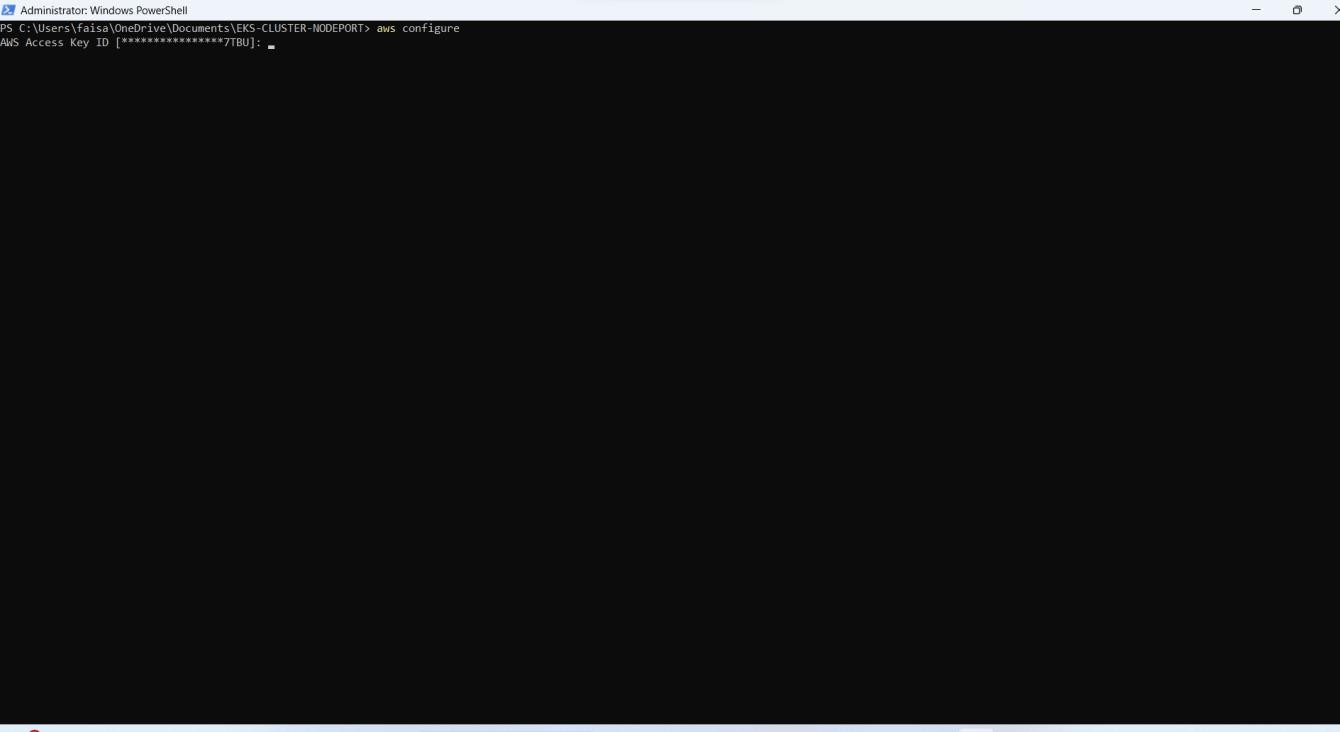 Administrator: Windows PowerShell
PS C:\Users\faisa\OneDrive\Documents\EKS-CLUSTER-NODEPORT> aws configure
AWS Access Key ID [****************7TBU]: